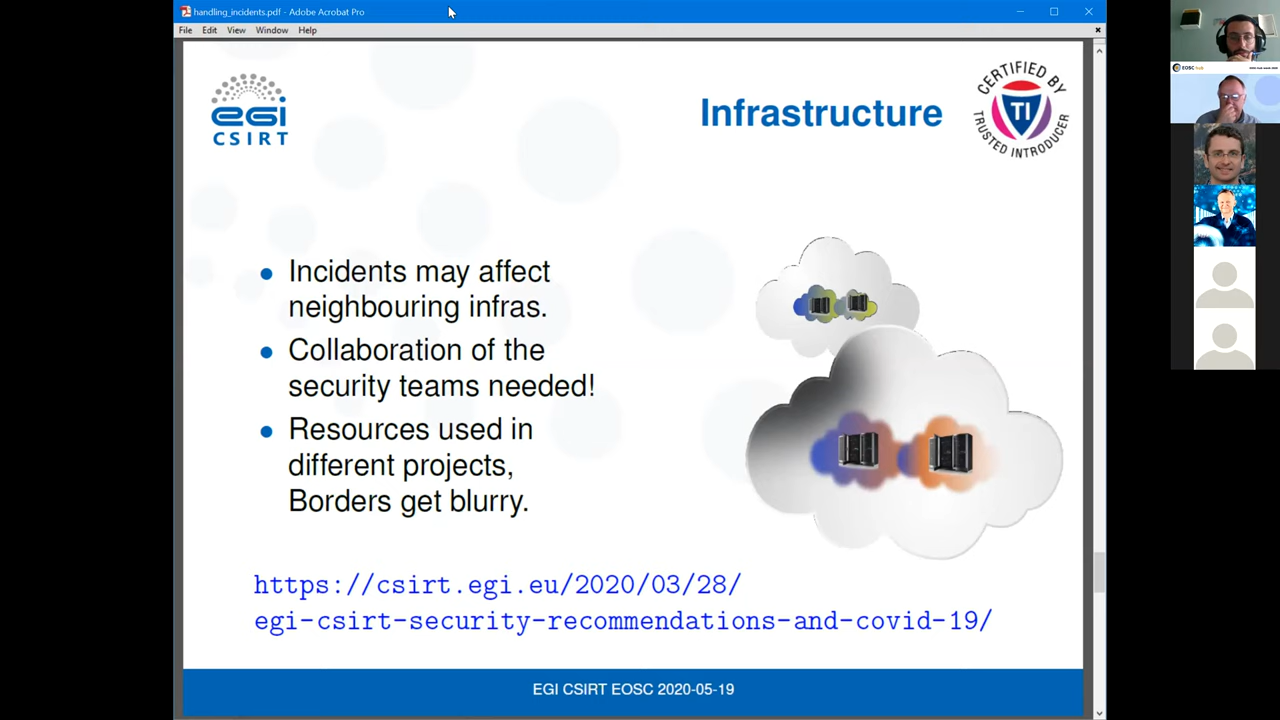 handling_incidents.pdf - Adobe Acrobat Pro
File Edit View Window Help
egi
CSIRT
Infrastructure
CERTIFIED BY
TI
TRUSTED INTRODUCER
Incidents may affect
neighbouring infras.
Collaboration of the
security teams needed!
Resources used in
different projects,
Borders get blurry.
https://csirt.egi.eu/2020/03/28/
egi-csirt-security-recommendations-and-covid-19/
EGI CSIRT EOSC 2020-05-19